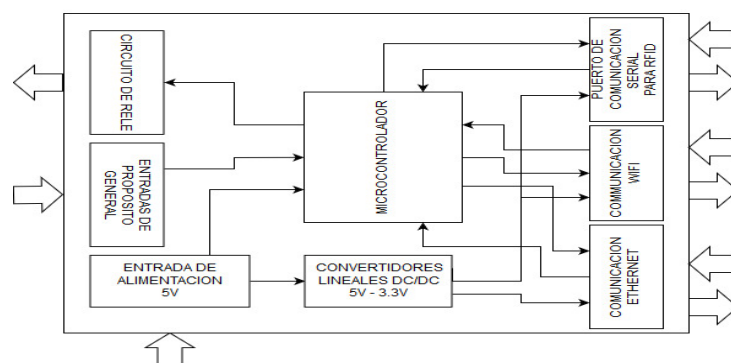 CIRCUITO DE
RELE
ENTRADAS DE
PROPOSITO
GENERAL
ENTRADA DE
ALIMENTACION
5V
MICROCONTROLADOR
CONVERTIDORES
LINEALES DC/DC
5V - 3.3V
PUERTO DE
COMUNICACION
SERIAL
PARA RFID
COMMUNICACION
WIFI
COMUNICACION
ETHERNET